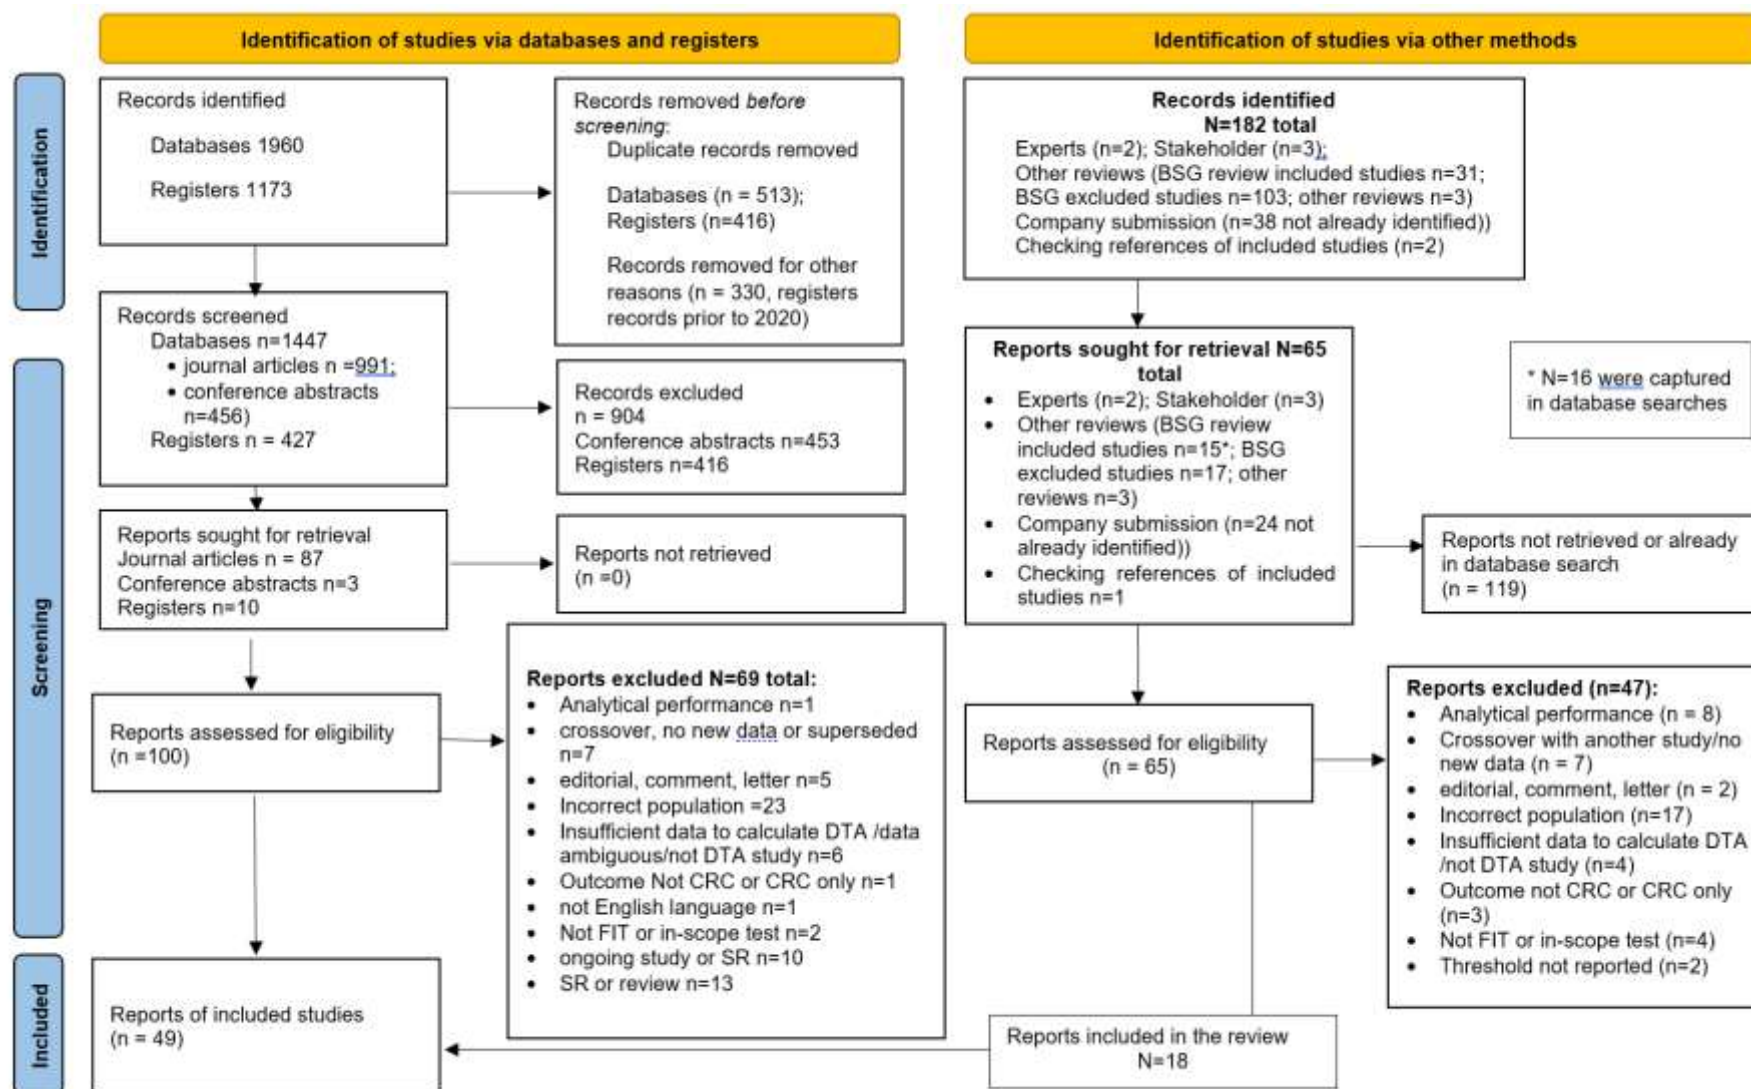 Identification of studies via databases and registers
Identification of studies via other methods
Identification
Records identified
Databases 1960
Registers 1173
Records removed before
screening:
Duplicate records removed
Databases (n = 513);
Registers (n=416)
Records removed for other
reasons (n = 330, registers
records prior to 2020)
Records identified
N=182 total
Experts (n=2); Stakeholder (n=3);
Other reviews (BSG review included studies n=31;
BSG excluded studies n=103; other reviews n=3)
Company submission (n=38 not already identified))
Checking references of included studies (n=2)
Screening
Records screened
Databases n=1447
• journal articles n =991;
• conference abstracts
n=456)
Registers n = 427
Records excluded
n = 904
Conference abstracts n=453
Registers n=416
Reports sought for retrieval N=65
total
• Experts (n=2); Stakeholder (n=3)
• Other reviews (BSG review
included studies n=15*; BSG
excluded studies n=17; other
reviews n=3)
• Company submission (n=24 not
already identified))
• Checking references of included
studies n=1
* N=16 were captured
in database searches
Reports sought for retrieval
Journal articles n = 87
Conference abstracts n=3
Registers n=10
Reports not retrieved
(n =0)
Reports not retrieved or already
in database search
(n = 119)
Reports assessed for eligibility
(n =100)
Reports excluded N=69 total:
• Analytical performance n=1
• crossover, no new data or superseded
n=7
• editorial, comment, letter n=5
• Incorrect population =23
• Insufficient data to calculate DTA /data
ambiguous/not DTA study n=6
• Outcome Not CRC or CRC only n=1
• not English language n=1
• Not FIT or in-scope test n=2
• ongoing study or SR n=10
• SR or review n=13
Reports assessed for eligibility
(n = 65)
Reports excluded (n=47):
• Analytical performance (n = 8)
• Crossover with another study/no
new data (n = 7)
• editorial, comment, letter (n = 2)
• Incorrect population (n=17)
• Insufficient data to calculate DTA
/not DTA study (n=4)
• Outcome not CRC or CRC only
(n=3)
• Not FIT or in-scope test (n=4)
• Threshold not reported (n=2)
Included
Reports of included studies
(n = 49)
Reports included in the review
N=18